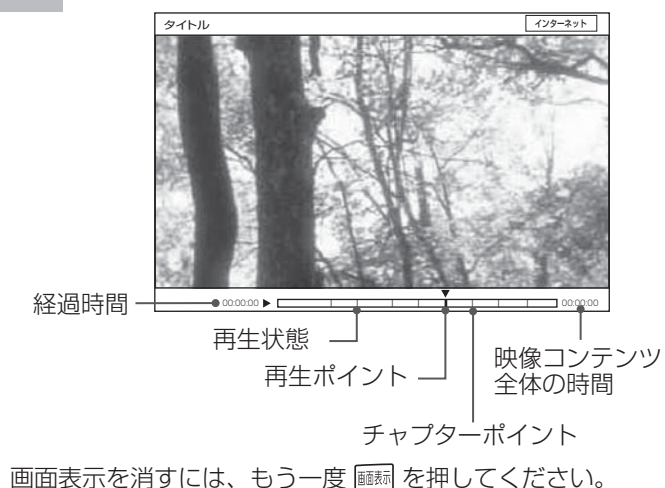 タイトル
インターネット
経過時間
00:00:00
00:00:00
再生状態
再生ポイント
映像コンテンツ
全体の時間
チャプターポイント
画面表示を消すには、もう一度 画面表示 を押してください。